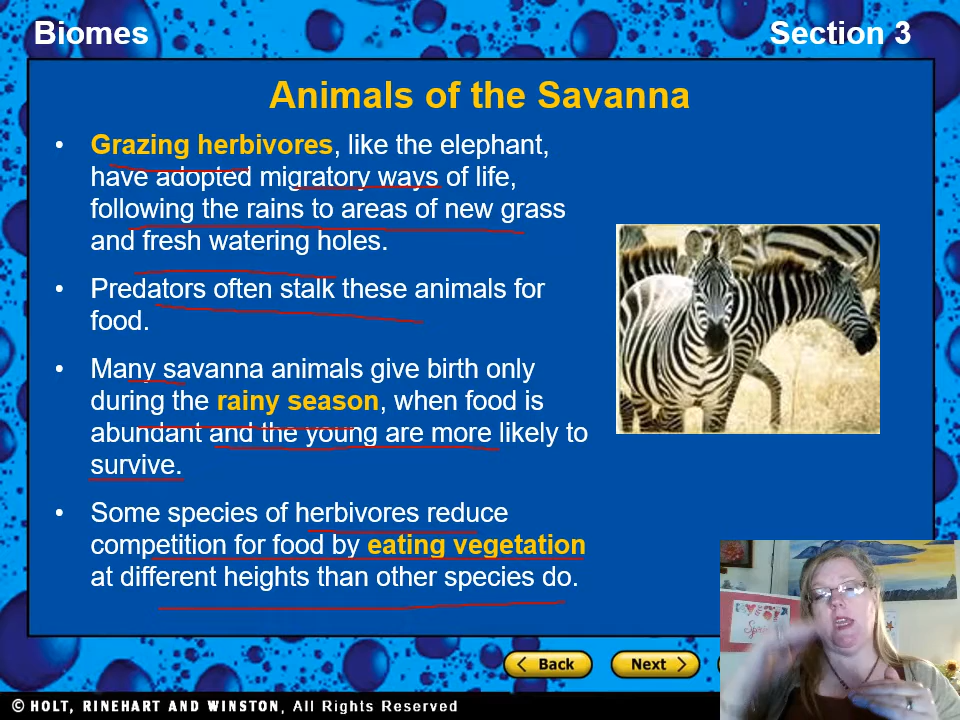 Biomes
Section 3
Animals of the Savanna
• Grazing herbivores, like the elephant,
have adopted migratory ways of life,
following the rains to areas of new grass
and fresh watering holes.
• Predators often stalk these animals for
food.
• Many savanna animals give birth only
during the rainy season, when food is
abundant and the young are more likely to
survive.
• Some species of herbivores reduce
competition for food by eating vegetation
at different heights than other species do.
< Back
Next >
© HOLT, RINEHART AND WINSTON, All Rights Reserved